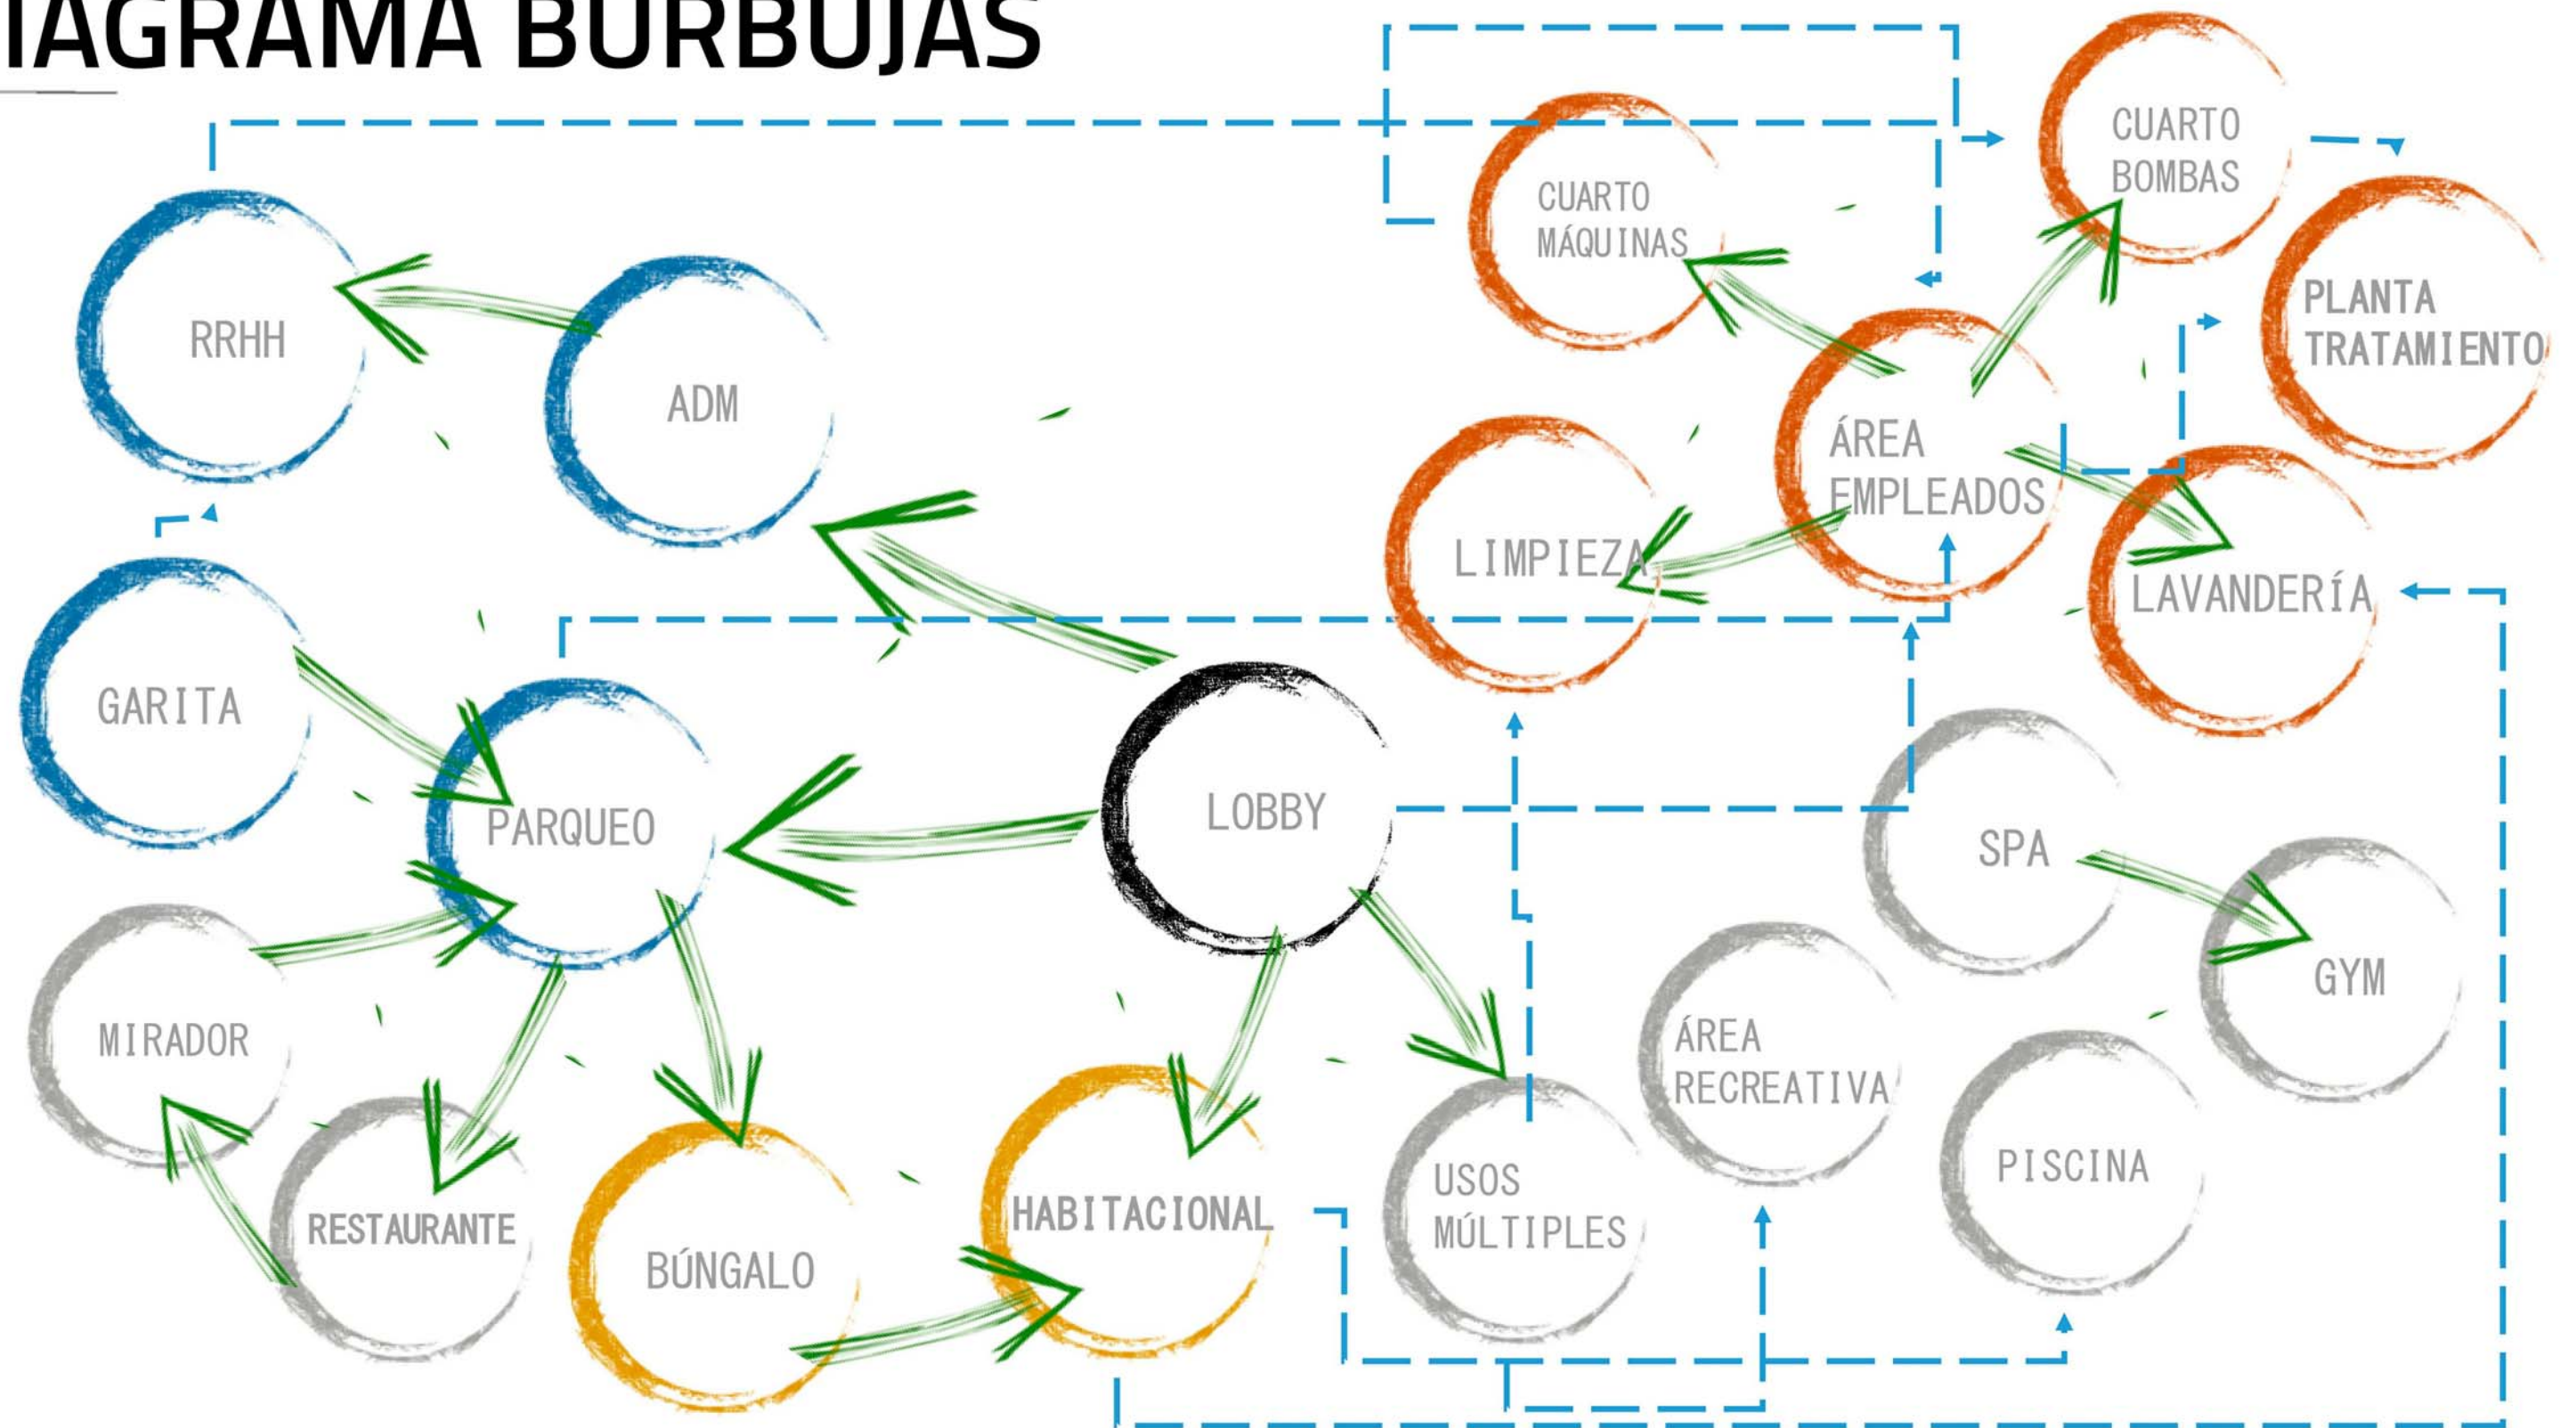 IAGRAMA BURBUJAS
CUARTO
BOMBAS
CUARTO
MÁQUINAS
PLANTA
TRATAMIENTO
RRHH
ADM
ÁREA
EMPLEADOS
LIMPIEZA
LAVANDERÍA
GARITA
PARQUEO
LOBBY
SPA
GYM
MIRADOR
ÁREA
RECREATIVA
PISCINA
USOS
MÚLTIPLES
HABITACIONAL
RESTAURANTE
BÚNGALO